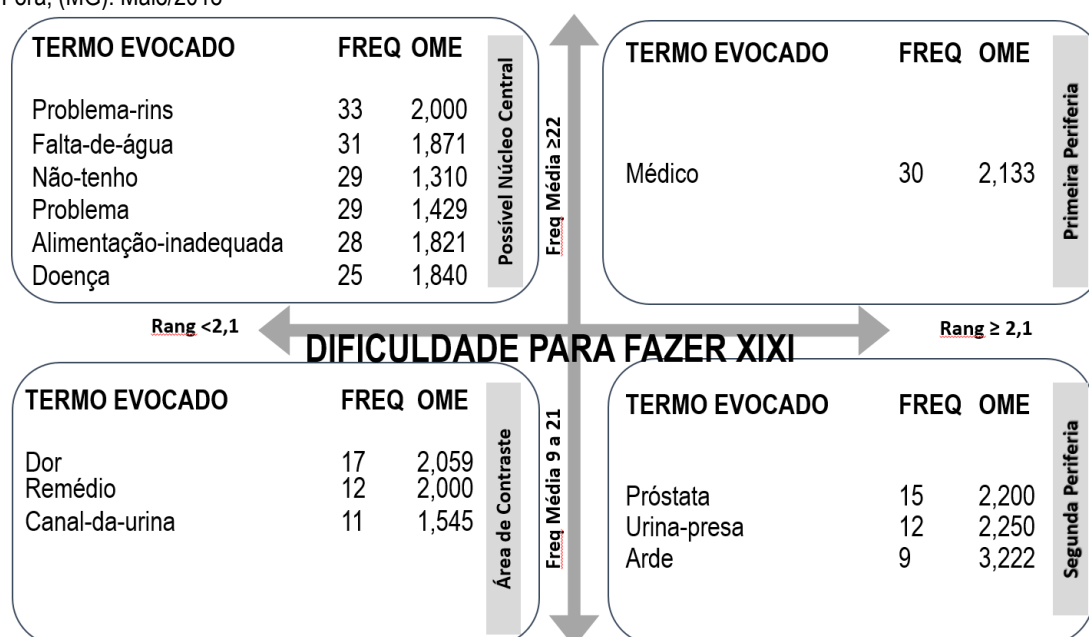 Fora, (MG). Maio/2018
TERMO EVOCADO FREQ OME
Problema-rins 33 2,000
Falta-de-água 31 1,871
Não-tenho 29 1,310
Problema 29 1,429
Alimentação-inadequada 28 1,821
Doença 25 1,840
Possível Núcleo Central
Freq Média ≥22
TERMO EVOCADO FREQ OME
Médico 30 2,133
Primeira Periferia
Rang <2,1
Rang ≥ 2,1
DIFICULDADE PARA FAZER XIXI
TERMO EVOCADO FREQ OME
Dor 17 2,059
Remédio 12 2,000
Canal-da-urina 11 1,545
Área de Contraste
Freq Média 9 a 21
TERMO EVOCADO FREQ OME
Próstata 15 2,200
Urina-presa 12 2,250
Arde 9 3,222
Segunda Periferia